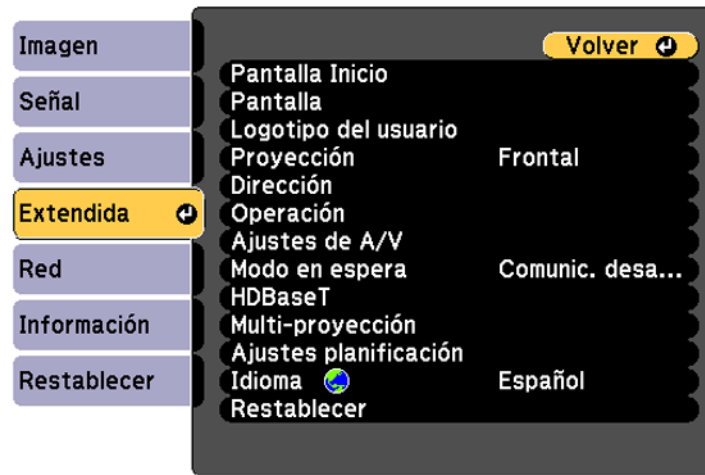 Imagen
Señal
Ajustes
Extendida
Red
Información
Restablecer
Volver
Pantalla Inicio
Pantalla
Logotipo del usuario
Proyección Frontal
Dirección
Operación
Ajustes de A/V
Modo en espera Comunic. desa...
HDBaseT
Multi-proyección
Ajustes planificación
Idioma Español
Restablecer